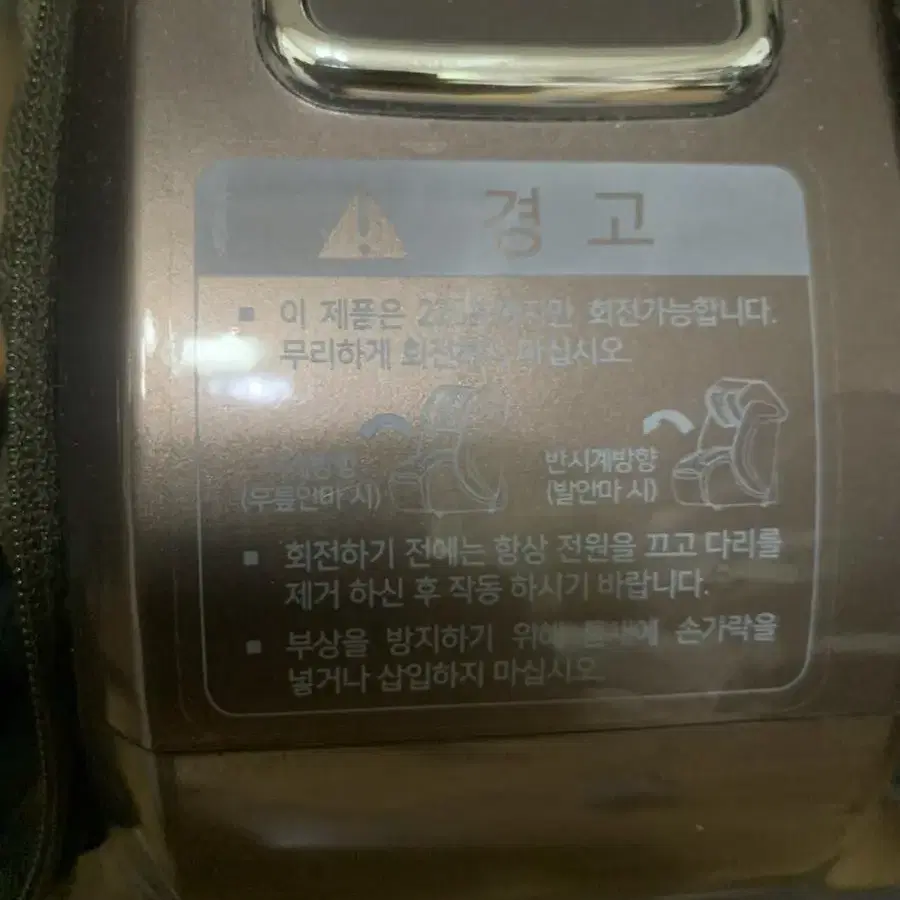 경 고
▪ 이 제품은 회전가능합니다.
무리하게 마십시오
(무릎안마 시)
반시계방향
(발안마 시)
▪ 회전하기 전에는 항상 전원을 끄고 다리를
제거 하신 후 작동 하시기 바랍니다.
▪ 부상을 방지하기 위해 손가락을
넣거나 삽입하지 마십시오